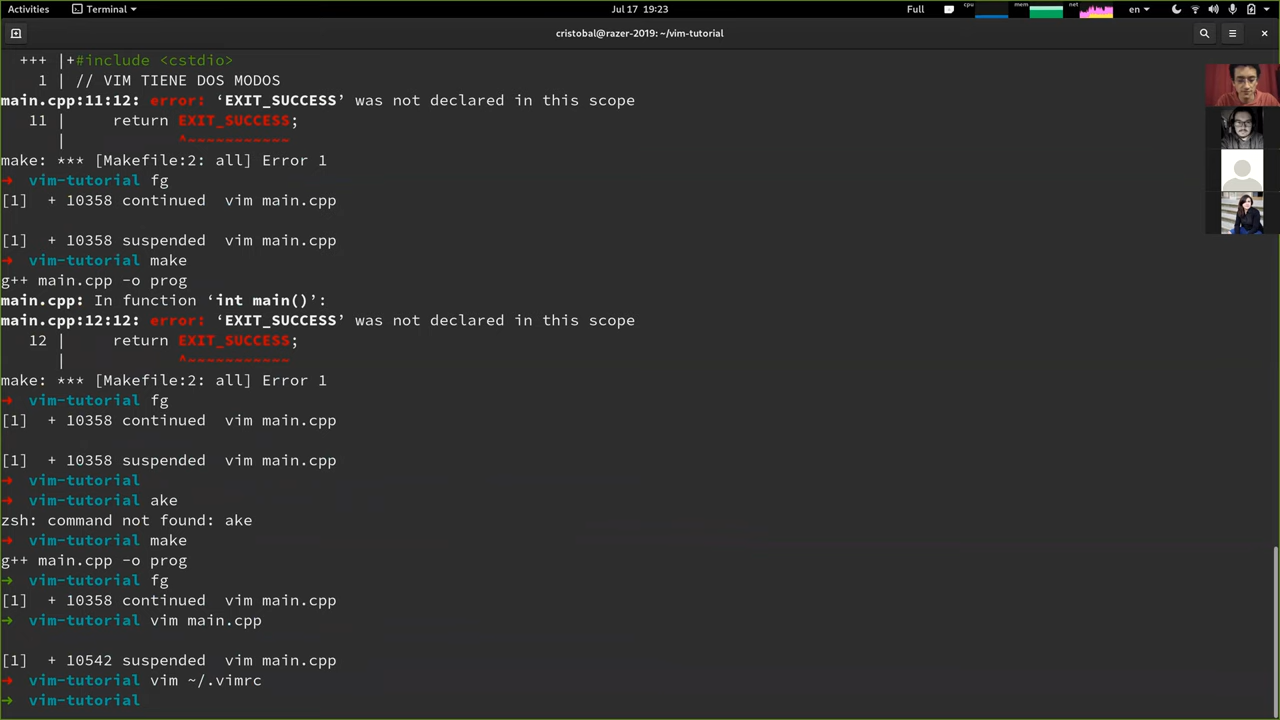 Activities
Terminal
Jul 17 19:23
Full
cpu
mem
net
en
cristobal@razer-2019: ~/vim-tutorial
+++ |+#include <cstdio>
1 | // VIM TIENE DOS MODOS
main.cpp:11:12: error: ‘EXIT_SUCCESS’ was not declared in this scope
11 |     return EXIT_SUCCESS;
|            ^~~~~~~~~~~~
make: *** [Makefile:2: all] Error 1
➜  vim-tutorial fg
[1]  + 10358 continued  vim main.cpp
[1]  + 10358 suspended  vim main.cpp
➜  vim-tutorial make
g++ main.cpp -o prog
main.cpp: In function ‘int main()’:
main.cpp:12:12: error: ‘EXIT_SUCCESS’ was not declared in this scope
12 |     return EXIT_SUCCESS;
|            ^~~~~~~~~~~~
make: *** [Makefile:2: all] Error 1
➜  vim-tutorial fg
[1]  + 10358 continued  vim main.cpp
[1]  + 10358 suspended  vim main.cpp
➜  vim-tutorial
➜  vim-tutorial ake
zsh: command not found: ake
➜  vim-tutorial make
g++ main.cpp -o prog
➜  vim-tutorial fg
[1]  + 10358 continued  vim main.cpp
➜  vim-tutorial vim main.cpp
[1]  + 10542 suspended  vim main.cpp
➜  vim-tutorial vim ~/.vimrc
➜  vim-tutorial